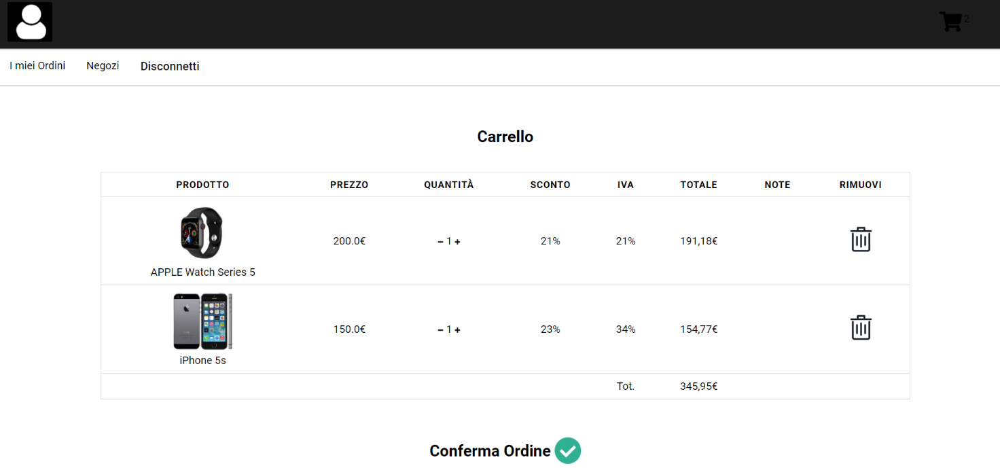 2
I miei Ordini Negozi Disconnetti
Carrello
PRODOTTO PREZZO QUANTITÀ SCONTO IVA TOTALE NOTE RIMUOVI
200.0€ – 1 + 21% 21% 191,18€
APPLE Watch Series 5
150.0€ – 1 + 23% 34% 154,77€
iPhone 5s
Tot. 345,95€
Conferma Ordine